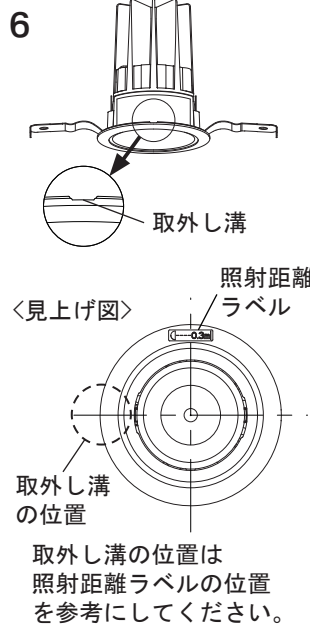 6
取外し溝
照射距離
ラベル
〈見上げ図〉
0.3m
取外し溝
の位置
取外し溝の位置は
照射距離ラベルの位置
を参考にしてください。